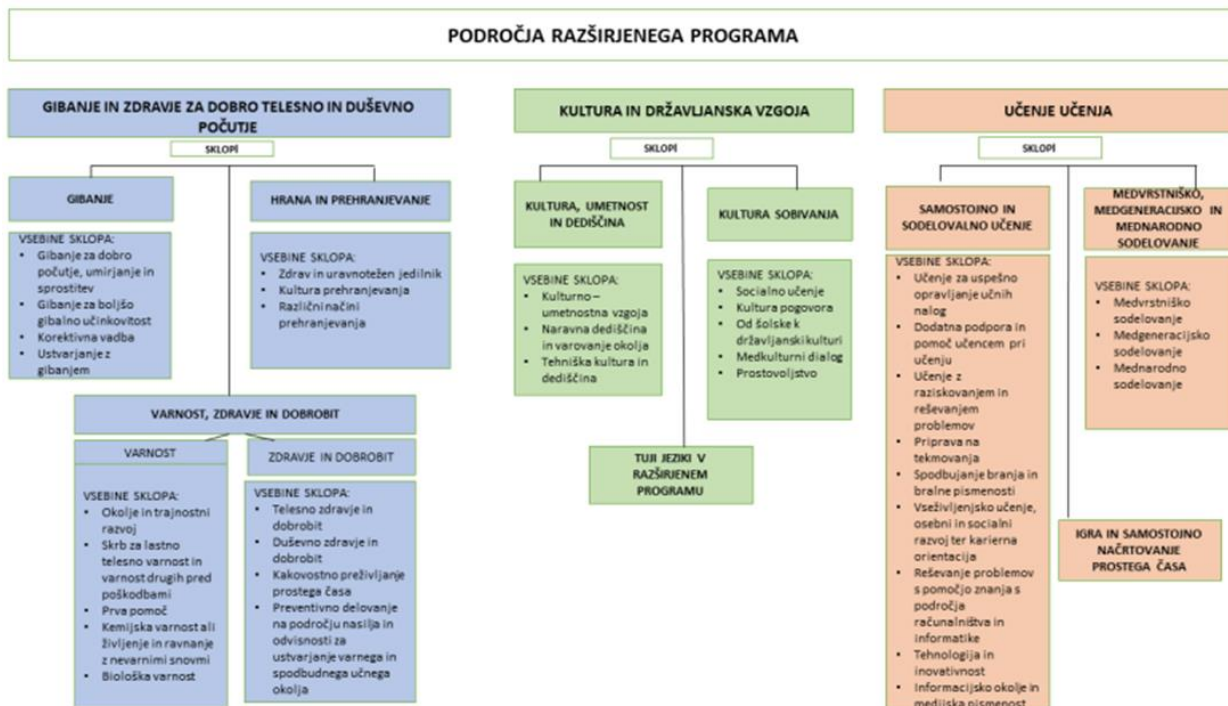 PODROČJA RAZŠIRJENEGA PROGRAMA
GIBANJE IN ZDRAVJE ZA DOBRO TELESNO IN DUŠEVNO
POČUTJE
SKLOPI
GIBANJE
VSEBINE SKLOPA:
• Gibanje za dobro
počutje, umirjanje in
sprostitev
• Gibanje za boljšo
gibalno učinkovitost
• Korektivna vadba
• Ustvarjanje z
gibanjem
HRANA IN PREHRANJEVANJE
VSEBINE SKLOPA:
• Zdrav in uravnotežen jedilnik
• Kultura prehranjevanja
• Različni načini
prehranjevanja
VARNOST, ZDRAVJE IN DOBROBIT
VARNOST
VSEBINE SKLOPA:
• Okolje in trajnostni
razvoj
• Skrb za lastno
telesno varnost in
varnost drugih pred
poškodbami
• Prva pomoč
• Kemijska varnost ali
življenje in ravnanje
z nevarnimi snovmi
• Biološka varnost
ZDRAVJE IN DOBROBIT
VSEBINE SKLOPA:
• Telesno zdravje in
dobrobit
• Duševno zdravje in
dobrobit
• Kakovostno preživljanje
prostega časa
• Preventivno delovanje
na področju nasilja in
odvisnosti za
ustvarjanje varnega in
spodbudnega učnega
okolja
KULTURA IN DRŽAVLJANSKA VZGOJA
SKLOPI
KULTURA, UMETNOST
IN DEDIŠČINA
VSEBINE SKLOPA:
• Kulturno –
umetnostna vzgoja
• Naravna dediščina
in varovanje okolja
• Tehniška kultura in
dediščina
KULTURA SOBIVANJA
VSEBINE SKLOPA:
• Socialno učenje
• Kultura pogovora
• Od šolske k
državljanski kulturi
• Medkulturni dialog
• Prostovoljstvo
TUJI JEZIKI V
RAZŠIRJENEM
PROGRAMU
UČENJE UČENJA
SKLOPI
SAMOSTOJNO IN
SODELOVALNO UČENJE
VSEBINE SKLOPA:
• Učenje za uspešno
opravljanje učnih
nalog
• Dodatna podpora in
pomoč učencem pri
učenju
• Učenje z
raziskovanjem in
reševanjem
problemov
• Priprava na
tekmovanja
• Spodbujanje branja in
bralne pismenosti
• Vseživljenjsko učenje,
osebni in socialni
razvoj ter karierna
orientacija
• Reševanje problemov
s pomočjo znanja s
področja
računalništva in
informatike
• Tehnologija in
inovativnost
• Informacijsko okolje in
medijska pismenost
MEDVRSTNIŠKO,
MEDGENERACIJSKO IN
MEDNARODNO
SODELOVANJE
VSEBINE SKLOPA:
• Medvrstniško
sodelovanje
• Medgeneracijsko
sodelovanje
• Mednarodno
sodelovanje
IGRA IN SAMOSTOJNO
NAČRTOVANJE
PROSTEGA ČASA